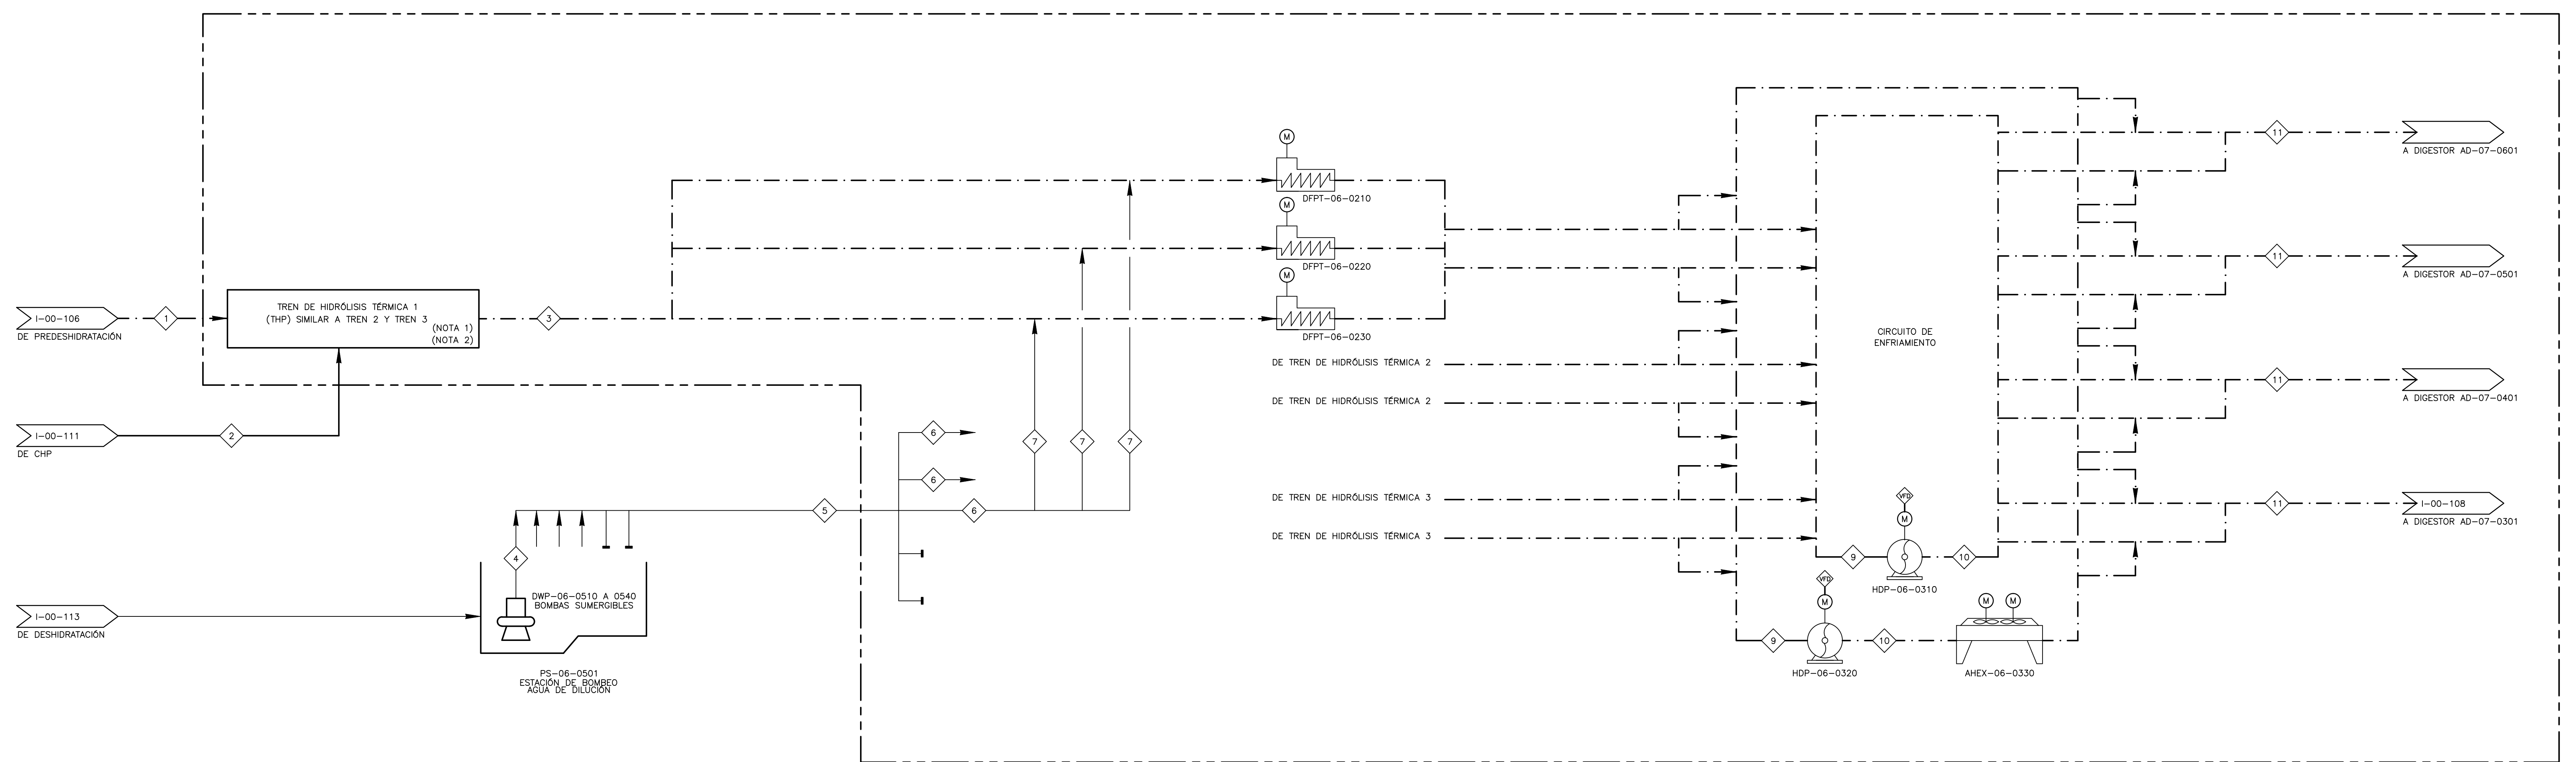 I-00-106
DE PREDESHIDRATACIÓN
1
TREN DE HIDRÓLISIS TÉRMICA 1
(THP) SIMILAR A TREN 2 Y TREN 3
(NOTA 1)
(NOTA 2)
3
I-00-111
DE CHP
2
I-00-113
DE DESHIDRATACIÓN
4
DWP-06-0510 A 0540
BOMBAS SUMERGIBLES
PS-06-0501
ESTACIÓN DE BOMBEO
AGUA DE DILUCIÓN
5
6
6
6
7
7
7
M
DFPT-06-0210
M
DFPT-06-0220
M
DFPT-06-0230
DE TREN DE HIDRÓLISIS TÉRMICA 2
DE TREN DE HIDRÓLISIS TÉRMICA 2
DE TREN DE HIDRÓLISIS TÉRMICA 3
DE TREN DE HIDRÓLISIS TÉRMICA 3
CIRCUITO DE
ENFRIAMIENTO
VFD
M
9
10
HDP-06-0310
VFD
M
9
10
HDP-06-0320
M
M
AHEX-06-0330
11
A DIGESTOR AD-07-0601
11
A DIGESTOR AD-07-0501
11
A DIGESTOR AD-07-0401
11
I-00-108
A DIGESTOR AD-07-0301